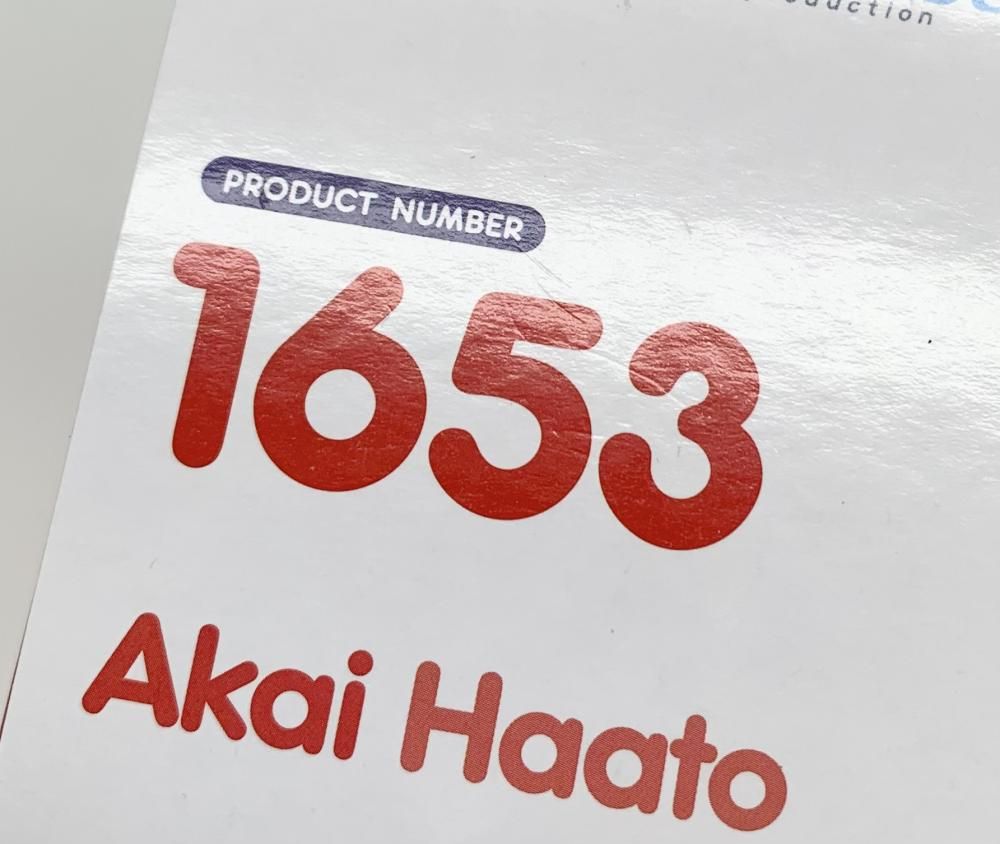 PRODUCT NUMBER
1653
Akai Haato